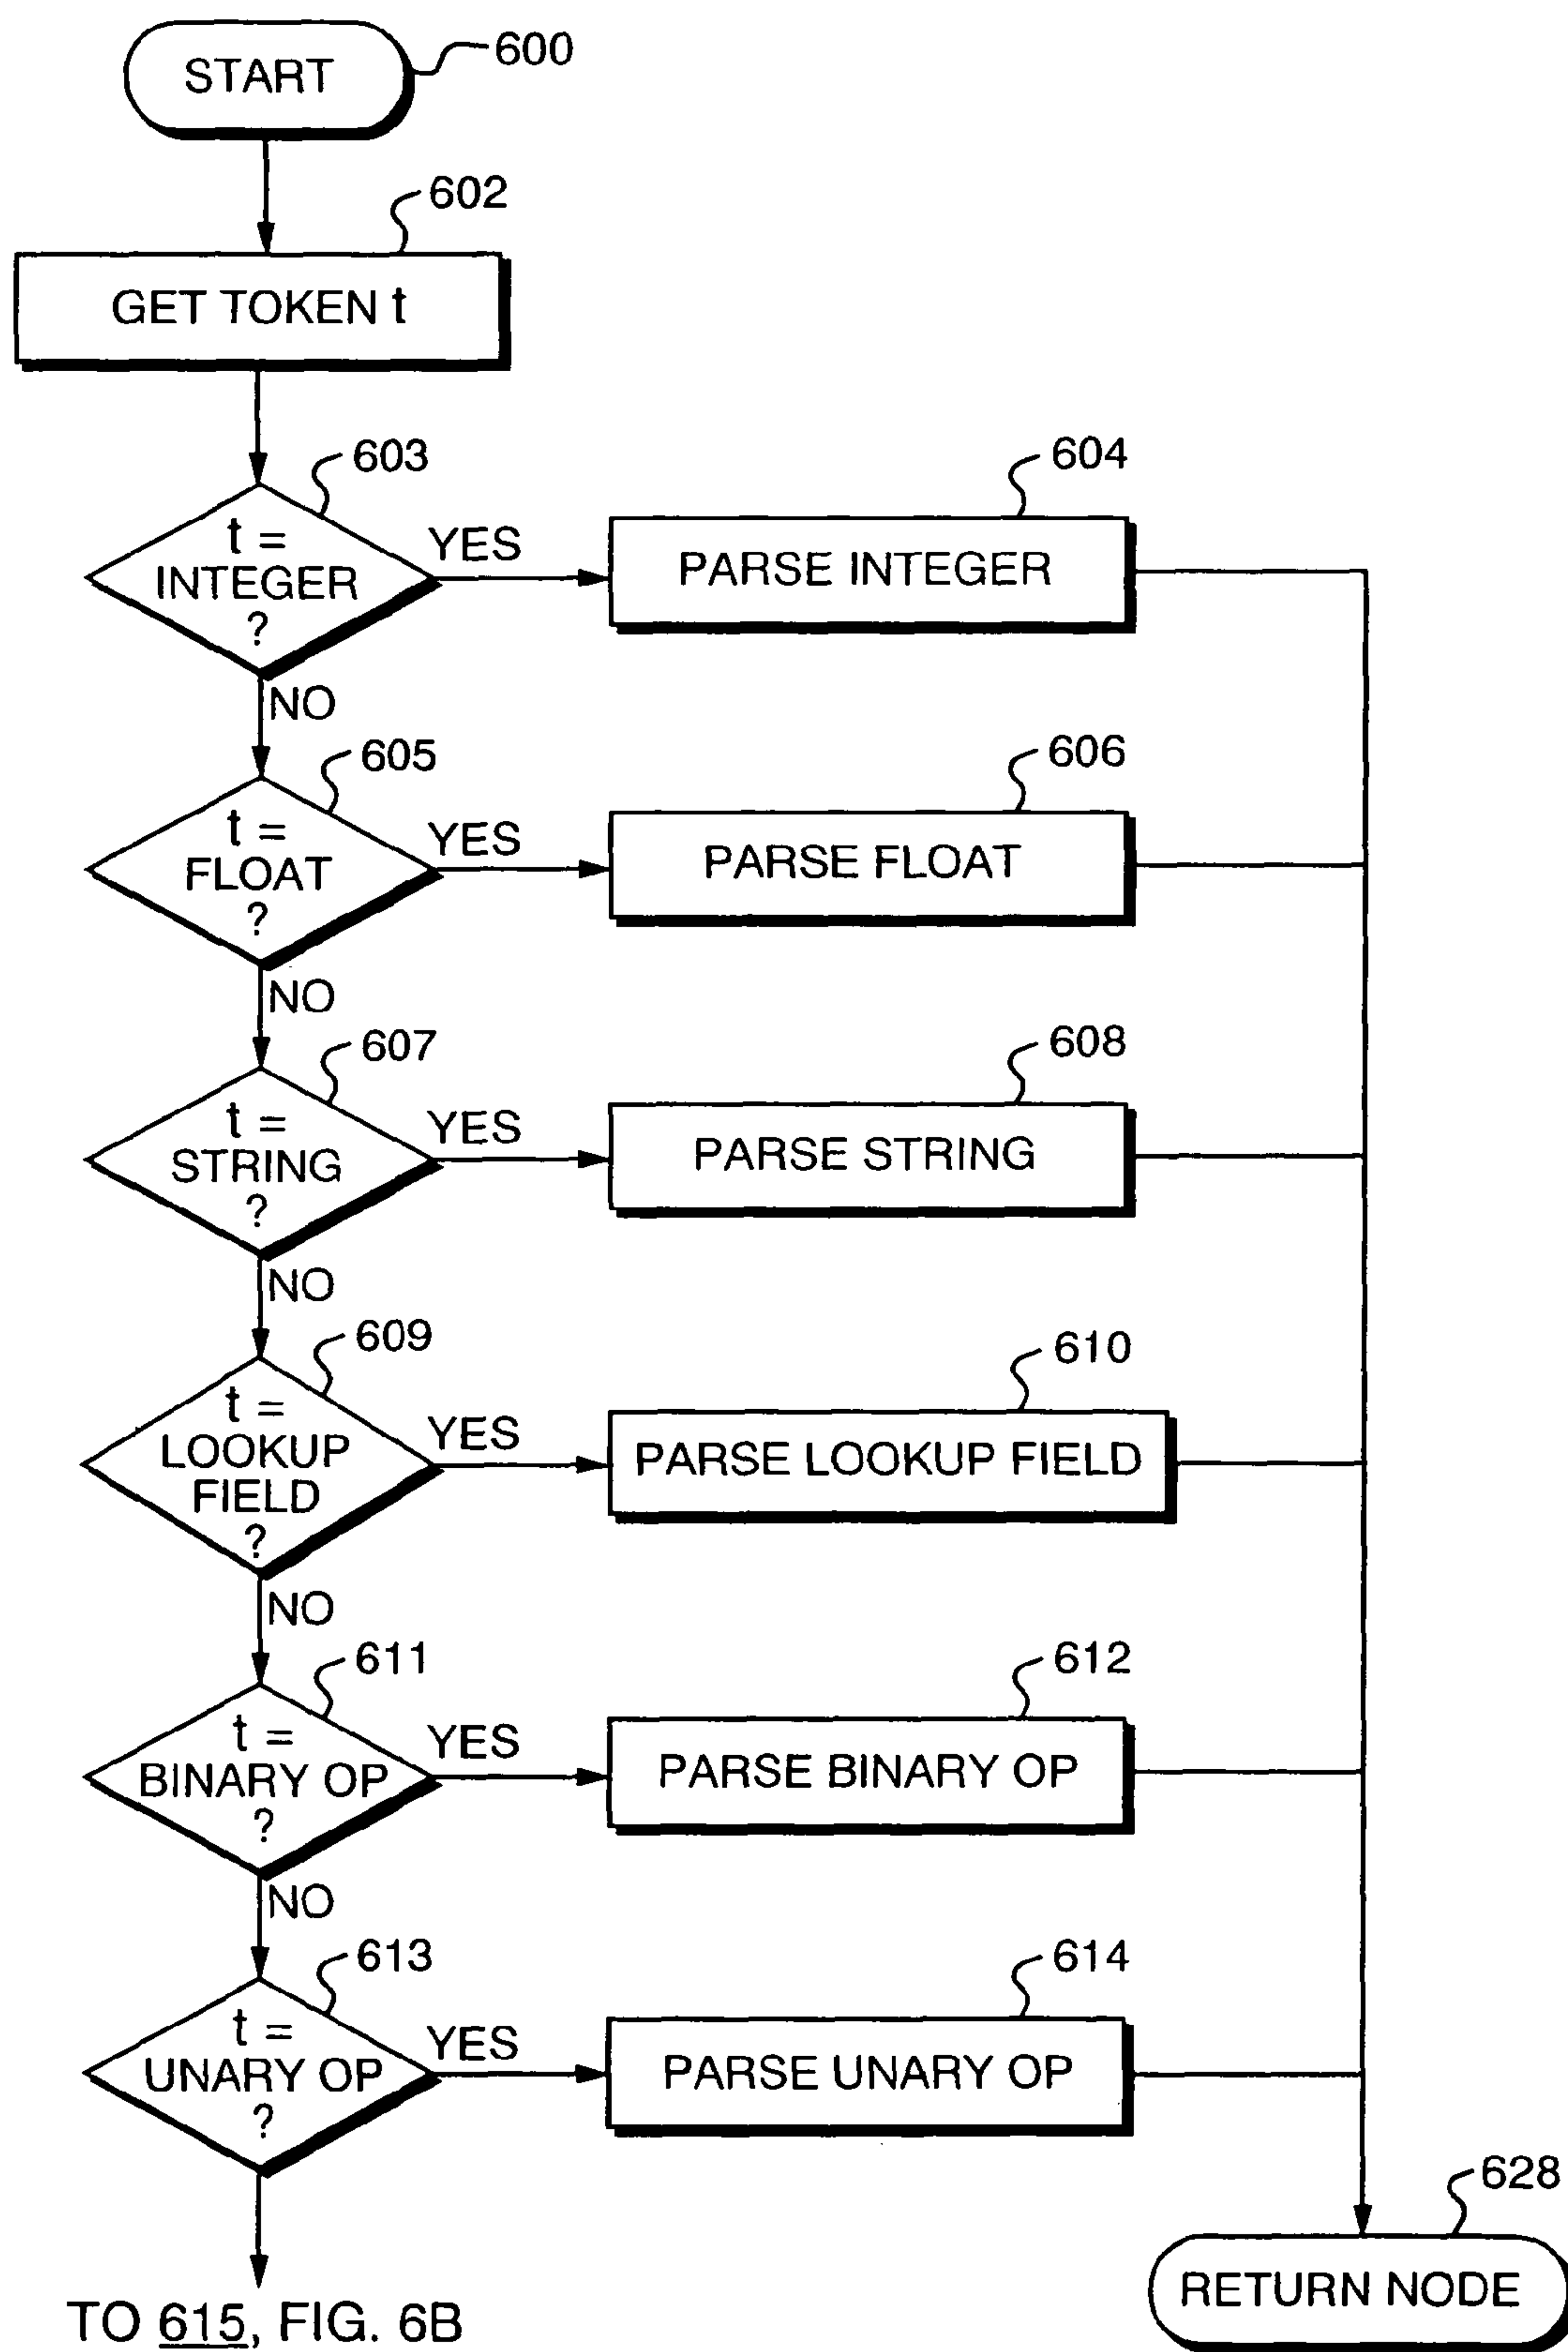 START
600
602
GET TOKEN t
603
t =
INTEGER
?
YES
604
PARSE INTEGER
NO
605
t =
FLOAT
?
YES
606
PARSE FLOAT
NO
607
t =
STRING
?
YES
608
PARSE STRING
NO
609
t =
LOOKUP
FIELD
?
YES
610
PARSE LOOKUP FIELD
NO
611
t =
BINARY OP
?
YES
612
PARSE BINARY OP
NO
613
t =
UNARY OP
?
YES
614
PARSE UNARY OP
628
RETURN NODE
TO 615, FIG. 6B